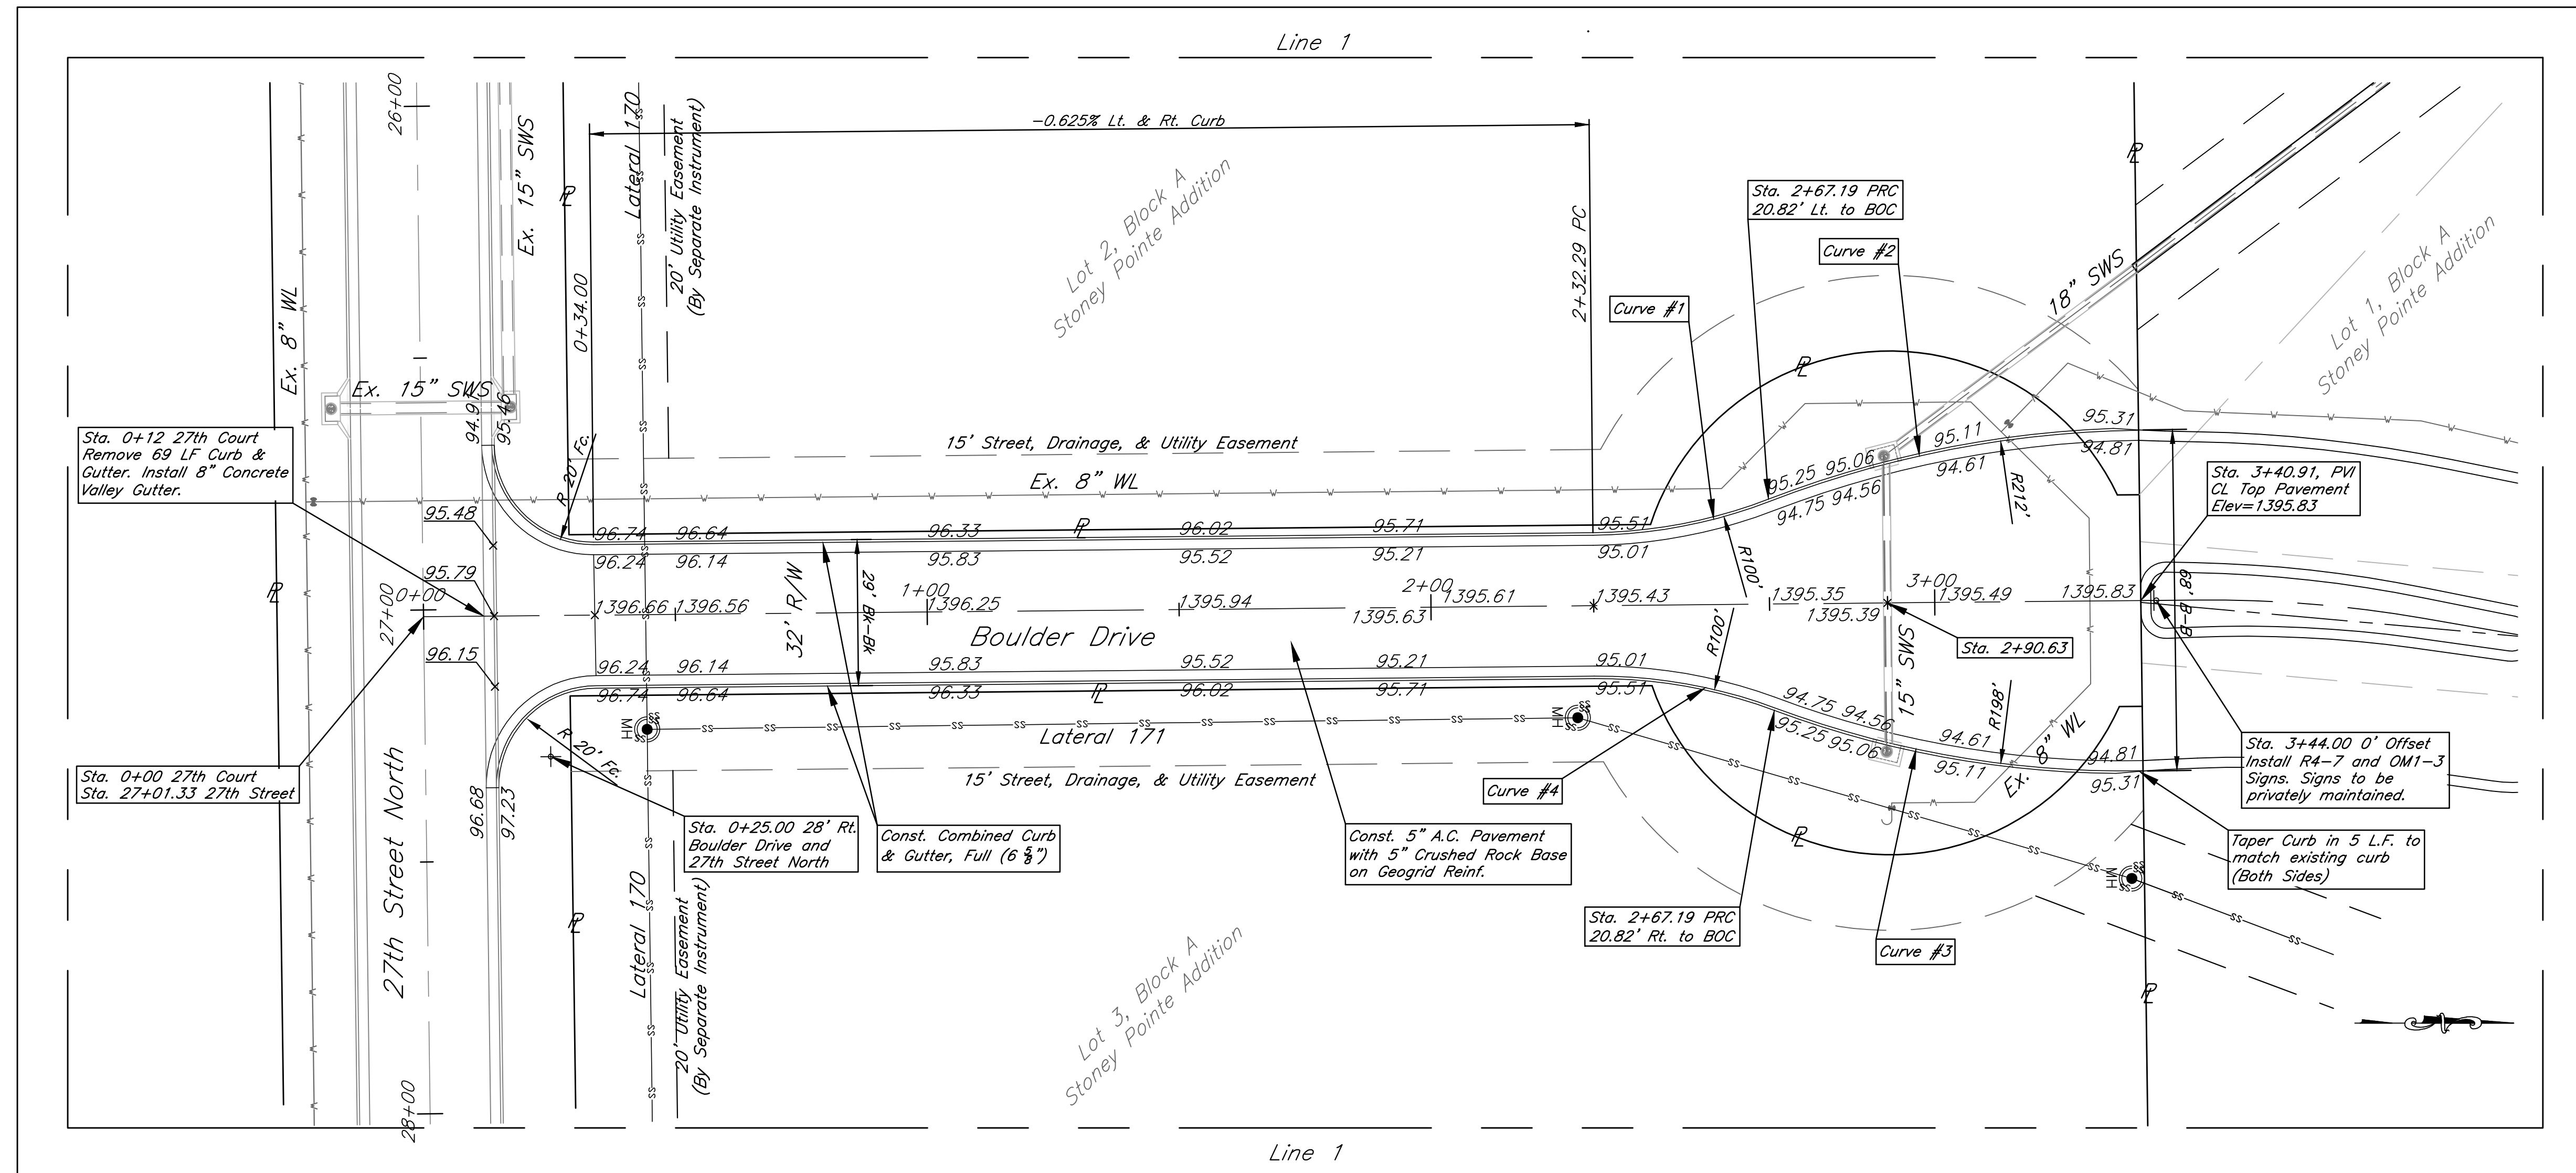 Line 1
26+00
Ex. 15" SWS
Ex. 8" WL
Ex. 15" SWS
94.91
95.46
Lateral 170
20' Utility Easement
(By Separate Instrument)
-0.625% Lt. & Rt. Curb
0+34.00
2+32.29 PC
Lot 2, Block A
Stoney Pointe Addition
Sta. 2+67.19 PRC
20.82' Lt. to BOC
Curve #2
Curve #1
18" SWS
Lot 1, Block A
Stoney Pointe Addition
Sta. 0+12 27th Court
Remove 69 LF Curb &
Gutter. Install 8" Concrete
Valley Gutter.
R 20' Fc.
15' Street, Drainage, & Utility Easement
Ex. 8" WL
95.48
95.79
96.15
96.74 96.64 96.33 96.02 95.71 95.51
95.25 95.06 95.11 95.31
96.24 96.14 95.83 95.52 95.21 95.01
94.75 94.56 94.61 94.81
R100'
R212'
Sta. 3+40.91, PVI
CL Top Pavement
Elev=1395.83
27+00
0+00
1+00
2+00
3+00
1396.66 1396.56 1396.25 1395.94 1395.63 1395.61 1395.43 1395.35 1395.39 1395.49 1395.83
32' R/W
29' Bk-Bk
Boulder Drive
68' B-B
Sta. 2+90.63
15" SWS
R100'
R198'
96.24 96.14 95.83 95.52 95.21 95.01
94.75 94.56 94.61 94.81
96.74 96.64 96.33 96.02 95.71 95.51
95.25 95.06 95.11 95.31
MH
MH
Lateral 171
15' Street, Drainage, & Utility Easement
Ex. 8" WL
R 20' Fc.
Sta. 0+00 27th Court
Sta. 27+01.33 27th Street
96.68
97.23
27th Street North
28+00
Sta. 0+25.00 28' Rt.
Boulder Drive and
27th Street North
Const. Combined Curb
& Gutter, Full (6 5/8")
Const. 5" A.C. Pavement
with 5" Crushed Rock Base
on Geogrid Reinf.
Curve #4
Sta. 2+67.19 PRC
20.82' Rt. to BOC
Curve #3
Sta. 3+44.00 0' Offset
Install R4-7 and OM1-3
Signs. Signs to be
privately maintained.
Taper Curb in 5 L.F. to
match existing curb
(Both Sides)
MH
Lateral 170
20' Utility Easement
(By Separate Instrument)
Lot 3, Block A
Stoney Pointe Addition
Line 1